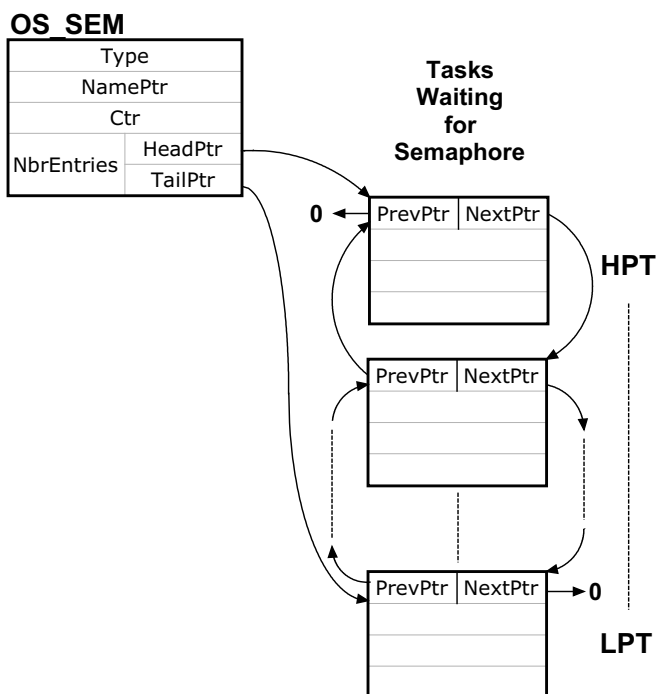 OS_SEM
Type
NamePtr
Ctr
NbrEntries
HeadPtr
TailPtr
Tasks
Waiting
for
Semaphore
0
PrevPtr NextPtr
HPT
PrevPtr NextPtr
PrevPtr NextPtr
0
LPT